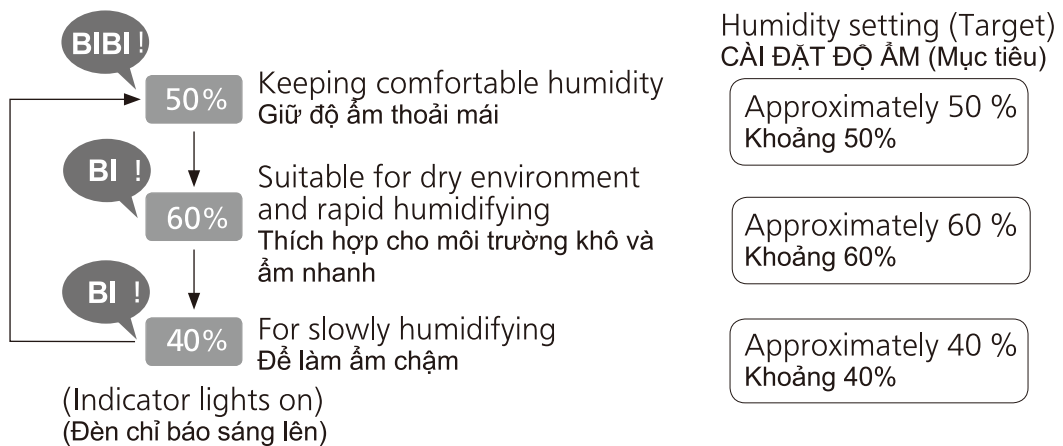 BIBI !
50%
Keeping comfortable humidity
Giữ độ ẩm thoải mái
BI !
60%
Suitable for dry environment
and rapid humidifying
Thích hợp cho môi trường khô và
ẩm nhanh
BI !
40%
For slowly humidifying
Để làm ẩm chậm
(Indicator lights on)
(Đèn chỉ báo sáng lên)
Humidity setting (Target)
CÀI ĐẶT ĐỘ ẨM (Mục tiêu)
Approximately 50 %
Khoảng 50%
Approximately 60 %
Khoảng 60%
Approximately 40 %
Khoảng 40%